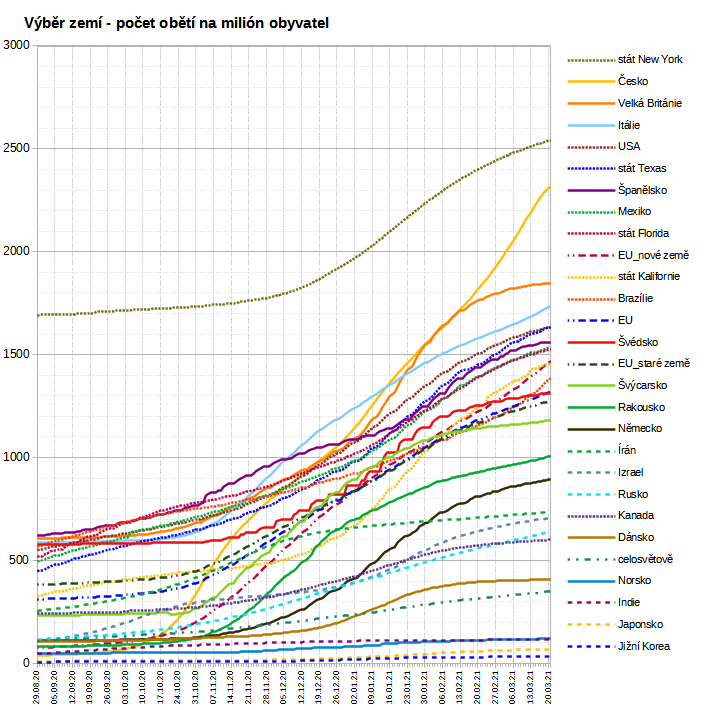 Výběr zemí - počet obětí na milión obyvatel
3000
2500
2000
1500
1000
500
0
29.08.20
05.09.20
12.09.20
19.09.20
26.09.20
03.10.20
10.10.20
17.10.20
24.10.20
31.10.20
07.11.20
14.11.20
21.11.20
28.11.20
05.12.20
12.12.20
19.12.20
26.12.20
02.01.21
09.01.21
16.01.21
23.01.21
30.01.21
06.02.21
13.02.21
20.02.21
27.02.21
06.03.21
13.03.21
20.03.21
stát New York
Česko
Velká Británie
Itálie
USA
stát Texas
Španělsko
Mexiko
stát Florida
EU_nové země
stát Kalifornie
Brazílie
EU
Švédsko
EU_staré země
Švýcarsko
Rakousko
Německo
Írán
Izrael
Rusko
Kanada
Dánsko
celosvětově
Norsko
Indie
Japonsko
Jižní Korea